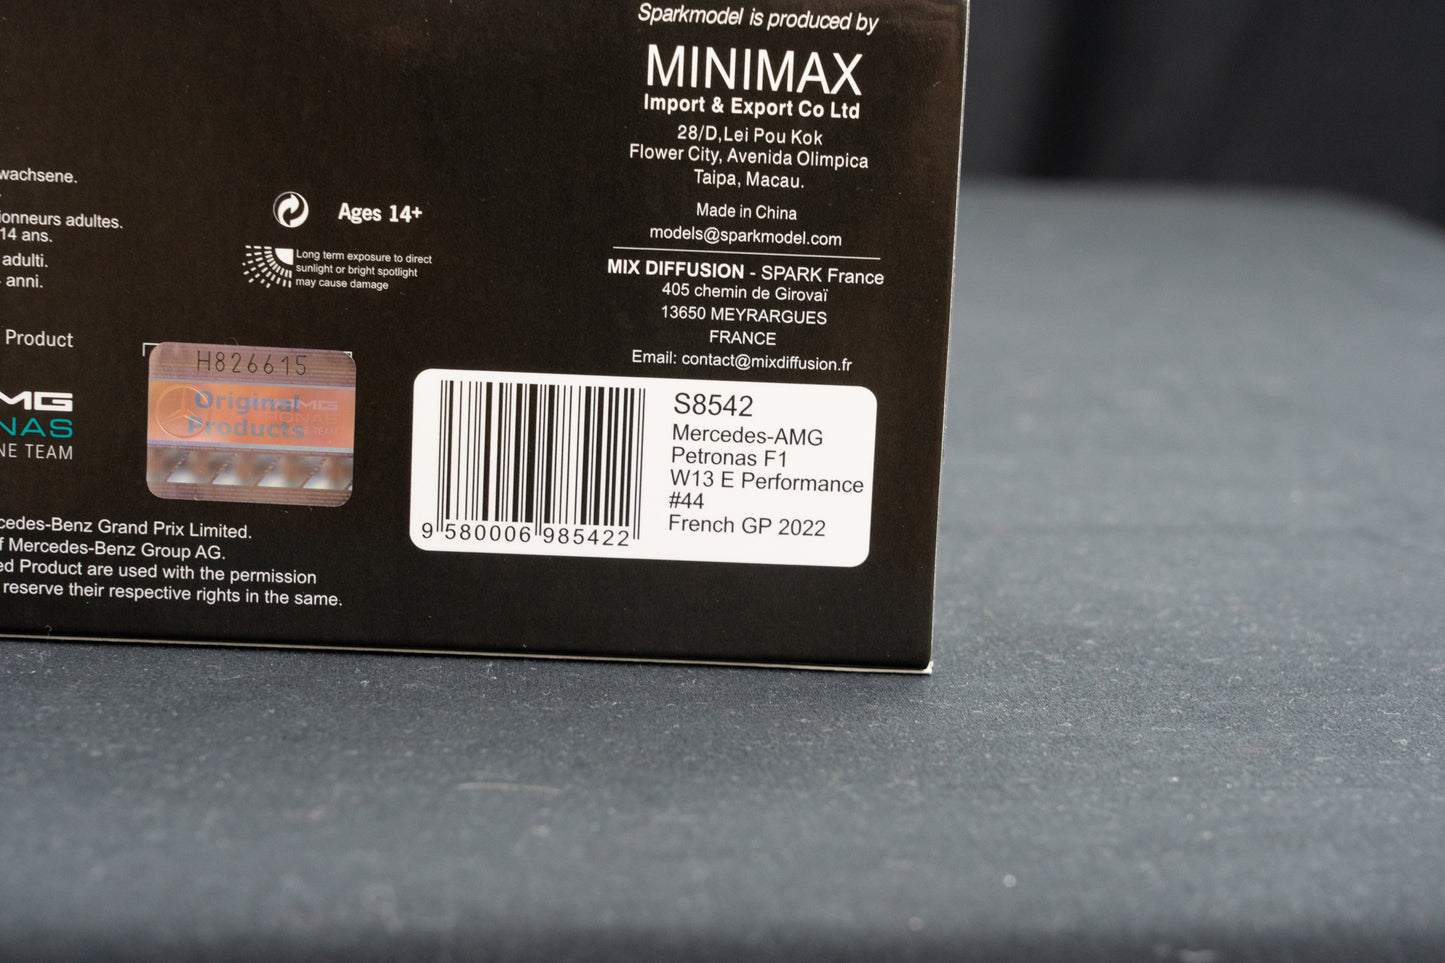 Sparkmodel is produced by
MINIMAX
Import & Export Co Ltd
28/D,Lei Pou Kok
Flower City, Avenida Olimpica
Taipa, Macau.
Made in China
models@sparkmodel.com
MIX DIFFUSION - SPARK France
405 chemin de Girovaï
13650 MEYRARGUES
FRANCE
Email: contact@mixdiffusion.fr
wachsene.
ionneurs adultes.
14 ans.
adulti.
anni.
Ages 14+
Long term exposure to direct
sunlight or bright spotlight
may cause damage
Product
MG
NAS
NE TEAM
H826615
Original
Products
S8542
Mercedes-AMG
Petronas F1
W13 E Performance
#44
French GP 2022
9 580006 985422
cedes-Benz Grand Prix Limited.
f Mercedes-Benz Group AG.
ed Product are used with the permission
reserve their respective rights in the same.